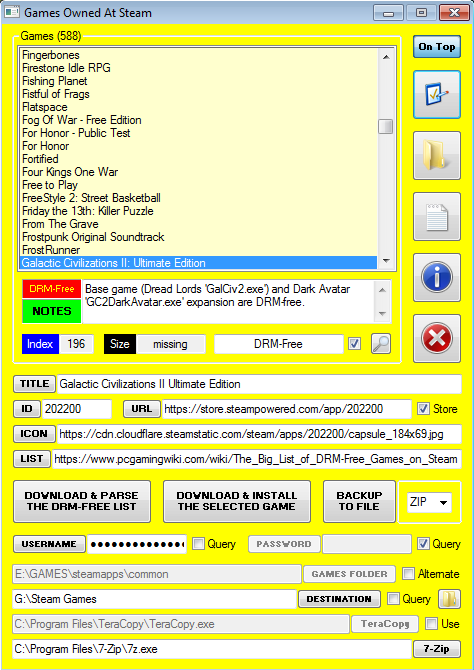 Games Owned At Steam
Games (588)
On Top
Fingerbones
Firestone Idle RPG
Fishing Planet
Fistful of Frags
Flatspace
Fog Of War - Free Edition
For Honor - Public Test
For Honor
Fortified
Four Kings One War
Free to Play
FreeStyle 2: Street Basketball
Friday the 13th: Killer Puzzle
From The Grave
Frostpunk Original Soundtrack
FrostRunner
Galactic Civilizations II: Ultimate Edition
DRM-Free
NOTES
Base game (Dread Lords 'GalCiv2.exe') and Dark Avatar
'GC2DarkAvatar.exe' expansion are DRM-free.
Index 196 Size missing DRM-Free
TITLE Galactic Civilizations II Ultimate Edition
ID 202200 URL https://store.steampowered.com/app/202200 Store
ICON https://cdn.cloudflare.steamstatic.com/steam/apps/202200/capsule_184x69.jpg
LIST https://www.pcgamingwiki.com/wiki/The_Big_List_of_DRM-Free_Games_on_Steam
DOWNLOAD & PARSE
THE DRM-FREE LIST
DOWNLOAD & INSTALL
THE SELECTED GAME
BACKUP
TO FILE
ZIP
USERNAME Query PASSWORD Query
E:\GAMES\steamapps\common GAMES FOLDER Alternate
G:\Steam Games DESTINATION Query
C:\Program Files\TeraCopy\TeraCopy.exe TeraCopy Use
C:\Program Files\7-Zip\7z.exe 7-Zip